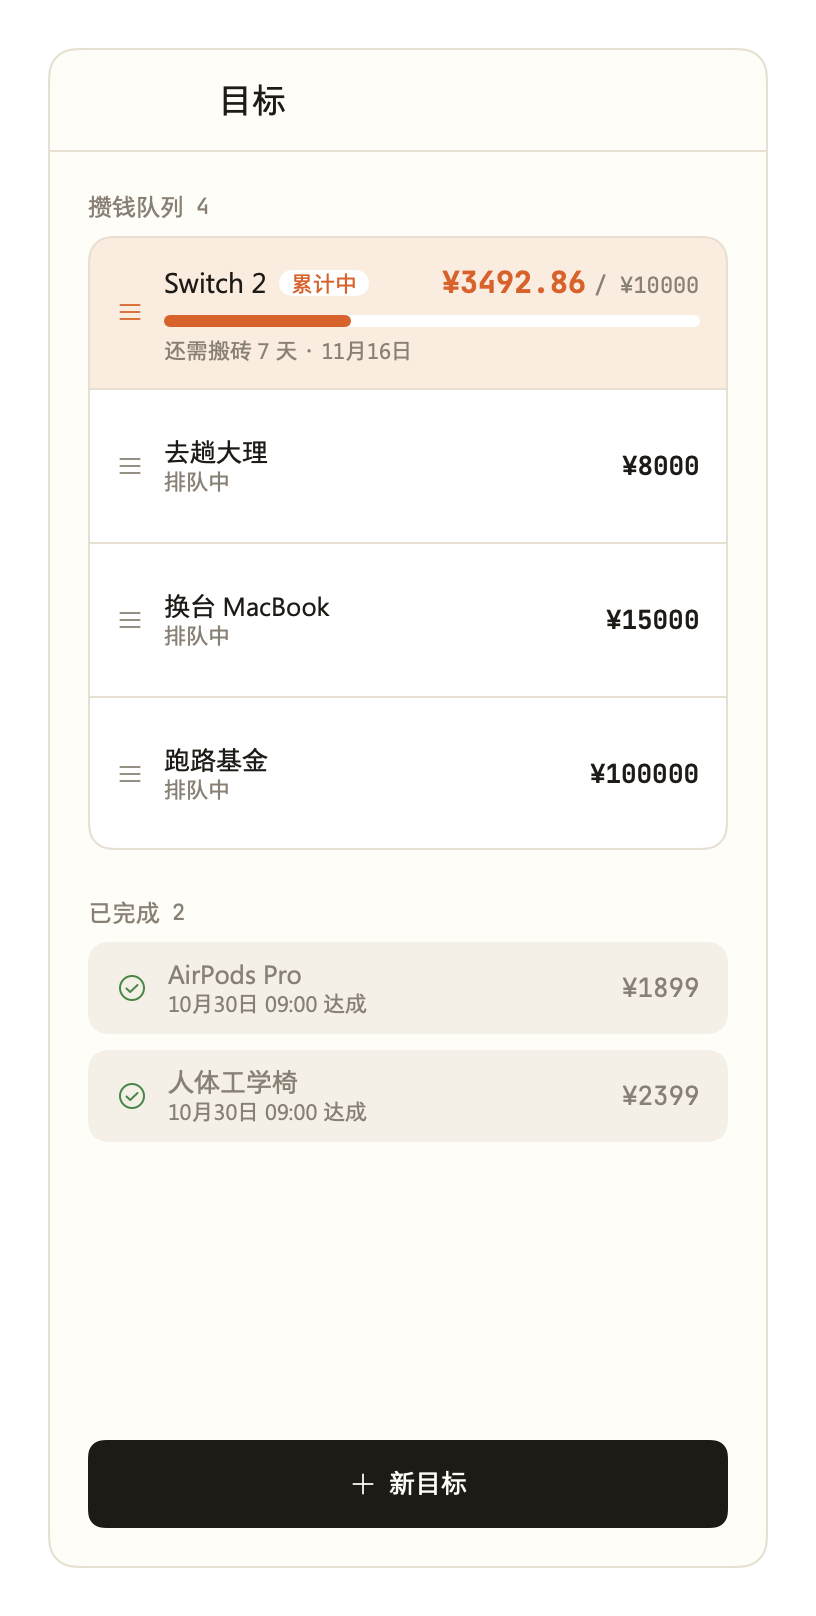 目标
攒钱队列 4
Switch 2 累计中 ¥3492.86 / ¥10000
还需搬砖 7 天 · 11月16日
去趟大理 ¥8000
排队中
换台 MacBook ¥15000
排队中
跑路基金 ¥100000
排队中
已完成 2
AirPods Pro ¥1899
10月30日 09:00 达成
人体工学椅 ¥2399
10月30日 09:00 达成
+ 新目标